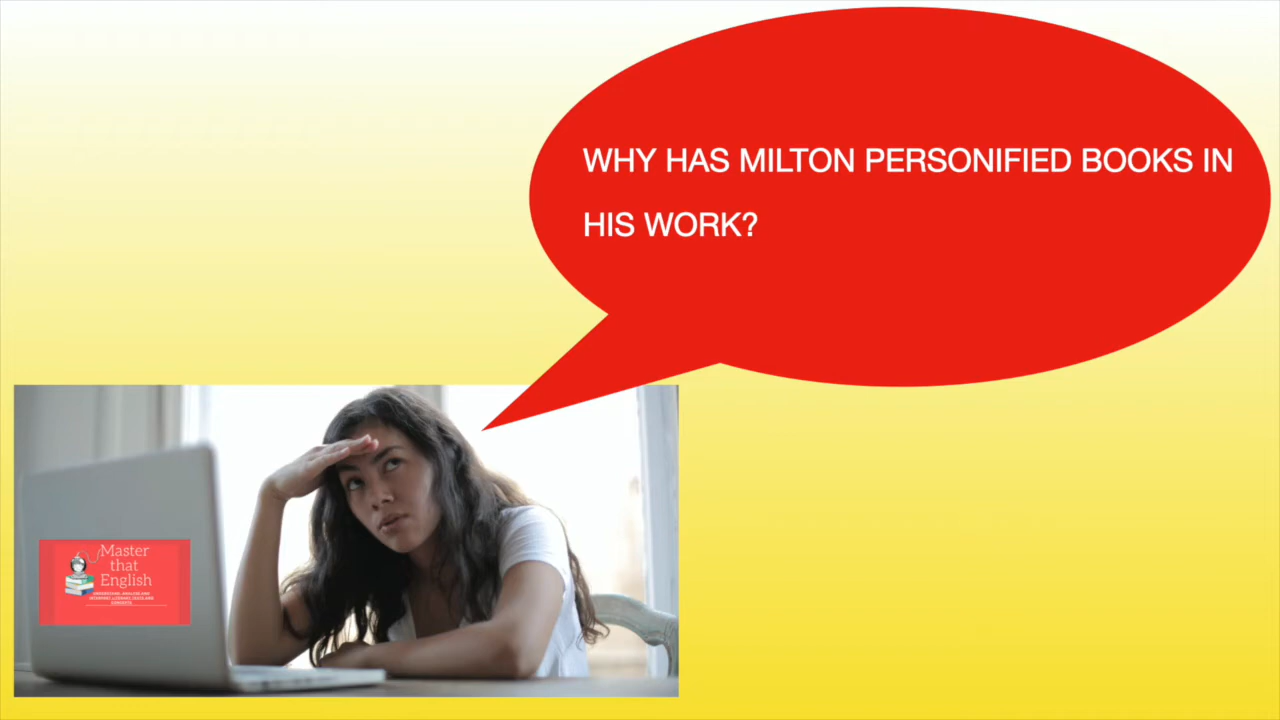 WHY HAS MILTON PERSONIFIED BOOKS IN
HIS WORK?
Master
that
English